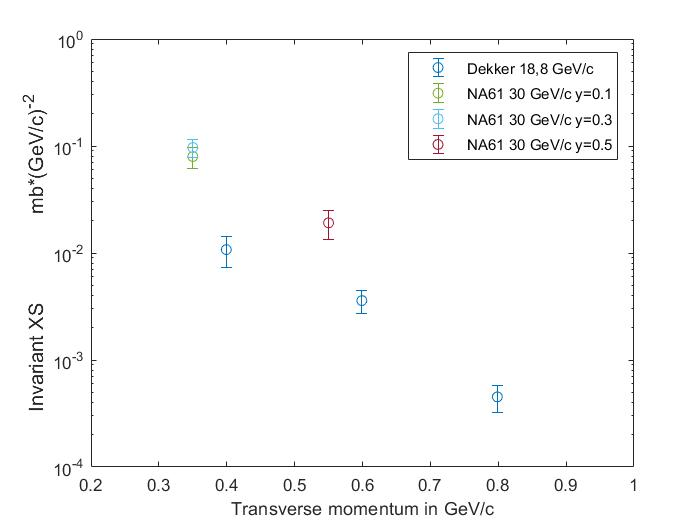 10^0
10^-1
10^-2
10^-3
10^-4
Invariant XS mb*(GeV/c)^-2
Dekker 18,8 GeV/c
NA61 30 GeV/c y=0.1
NA61 30 GeV/c y=0.3
NA61 30 GeV/c y=0.5
0.2 0.3 0.4 0.5 0.6 0.7 0.8 0.9 1
Transverse momentum in GeV/c